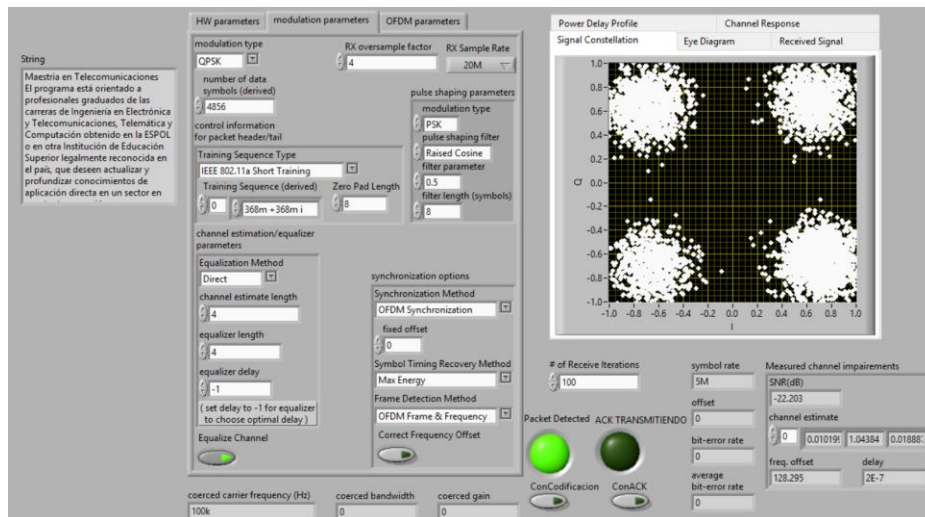 HW parameters
modulation parameters
OFDM parameters
Power Delay Profile
Channel Response
Signal Constellation
Eye Diagram
Received Signal
String
Maestria en Telecomunicaciones
El programa está orientado a
profesionales graduados de las
carreras de Ingeniería en Electrónica
y Telecomunicaciones, Telemática y
Computación obtenido en la ESPOL
o en otra Institución de Educación
Superior legalmente reconocida en
el país, que deseen actualizar y
profundizar conocimientos de
aplicación directa en un sector en
modulation type
QPSK
RX oversample factor
4
RX Sample Rate
20M
number of data
symbols (derived)
4856
control information
for packet header/tail
Training Sequence Type
IEEE 802.11a Short Training
Training Sequence (derived)
0
368m +368m i
Zero Pad Length
8
pulse shaping parameters
modulation type
PSK
pulse shaping filter
Raised Cosine
filter parameter
0.5
filter length (symbols)
8
channel estimation/equalizer
parameters
Equalization Method
Direct
channel estimate length
4
equalizer length
4
equalizer delay
-1
( set delay to -1 for equalizer
to choose optimal delay )
Equalize Channel
synchronization options
Synchronization Method
OFDM Synchronization
fixed offset
0
Symbol Timing Recovery Method
Max Energy
Frame Detection Method
OFDM Frame & Frequency
Correct Frequency Offset
1.0-
0.8-
0.6-
0.4-
0.2-
0.0-
-0.2-
-0.4-
-0.6-
-0.8-
-1.0-
Q
-1.0 -0.8 -0.6 -0.4 -0.2 0.0 0.2 0.4 0.6 0.8 1.0
I
# of Receive Iterations
100
Packet Detected
ACK TRANSMITIENDO
ConCodificacion
ConACK
symbol rate
5M
offset
0
bit-error rate
0
average
bit-error rate
0
Measured channel impairements
SNR(dB)
-22.203
channel estimate
0
0.01019
1.04384
0.01888
freq. offset
128.295
delay
2E-7
coerced carrier frequency (Hz)
100k
coerced bandwidth
0
coerced gain
0